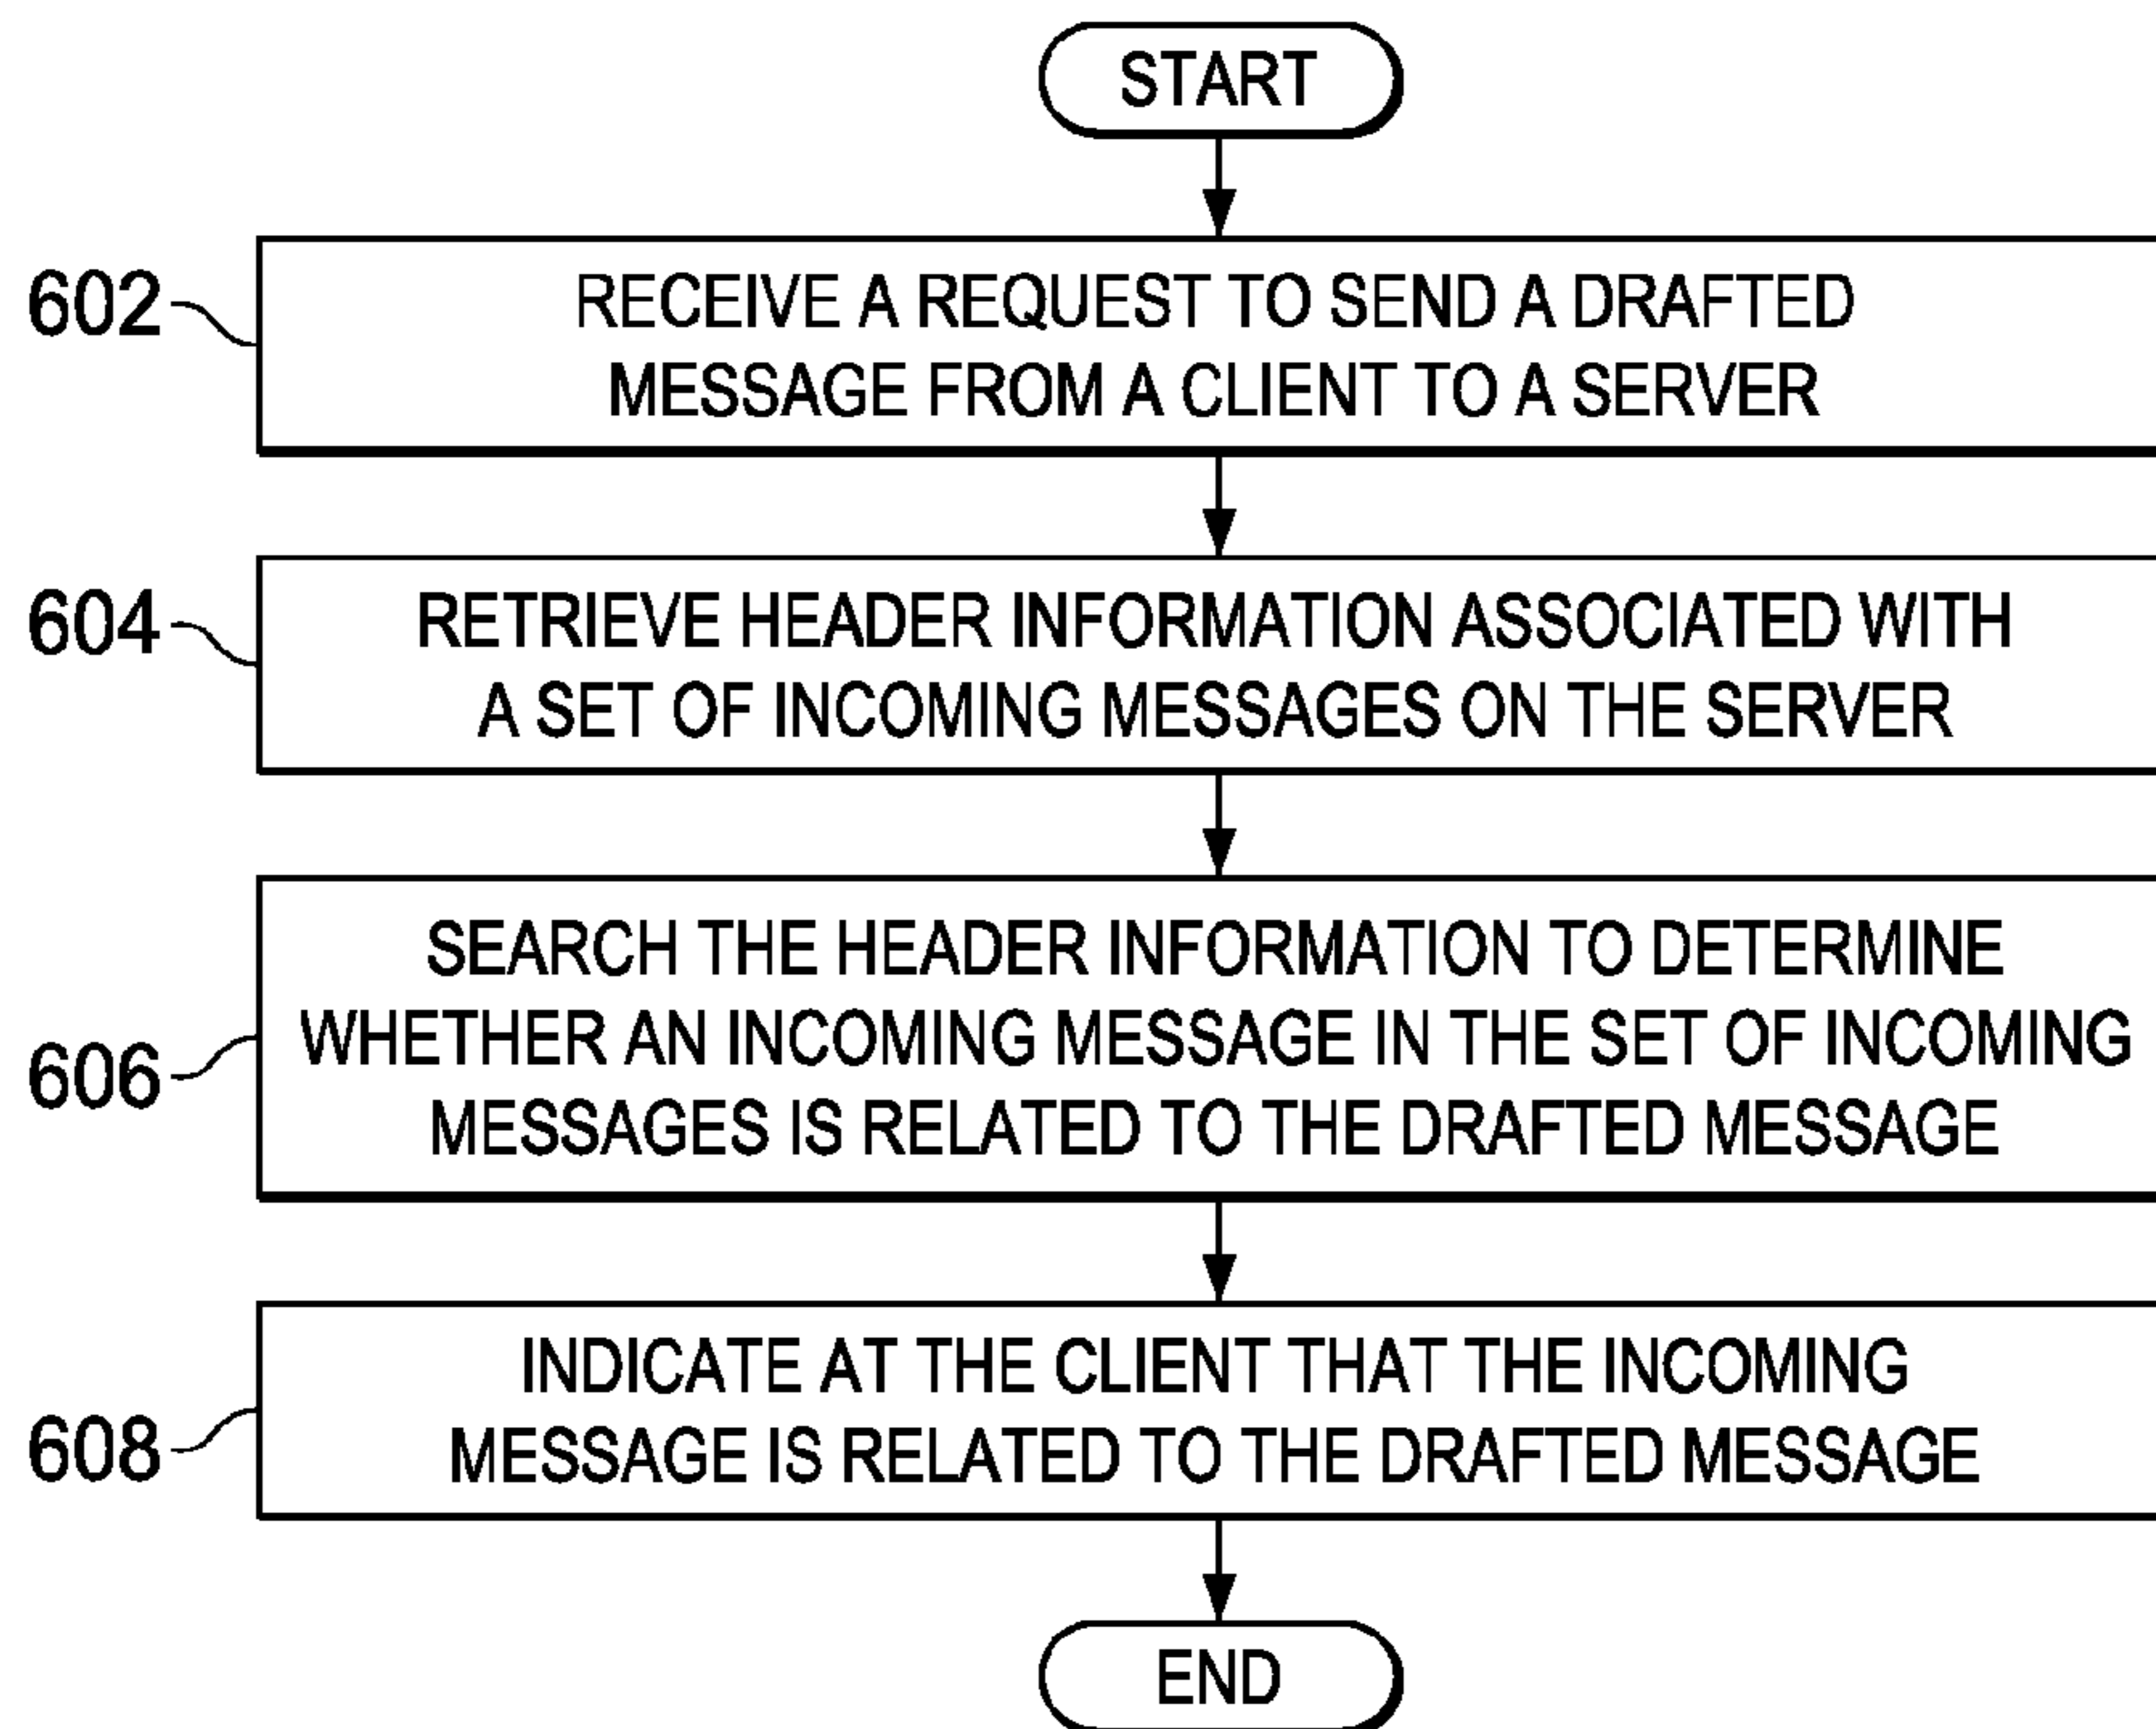 START
602
RECEIVE A REQUEST TO SEND A DRAFTED
MESSAGE FROM A CLIENT TO A SERVER
604
RETRIEVE HEADER INFORMATION ASSOCIATED WITH
A SET OF INCOMING MESSAGES ON THE SERVER
606
SEARCH THE HEADER INFORMATION TO DETERMINE
WHETHER AN INCOMING MESSAGE IN THE SET OF INCOMING
MESSAGES IS RELATED TO THE DRAFTED MESSAGE
608
INDICATE AT THE CLIENT THAT THE INCOMING
MESSAGE IS RELATED TO THE DRAFTED MESSAGE
END